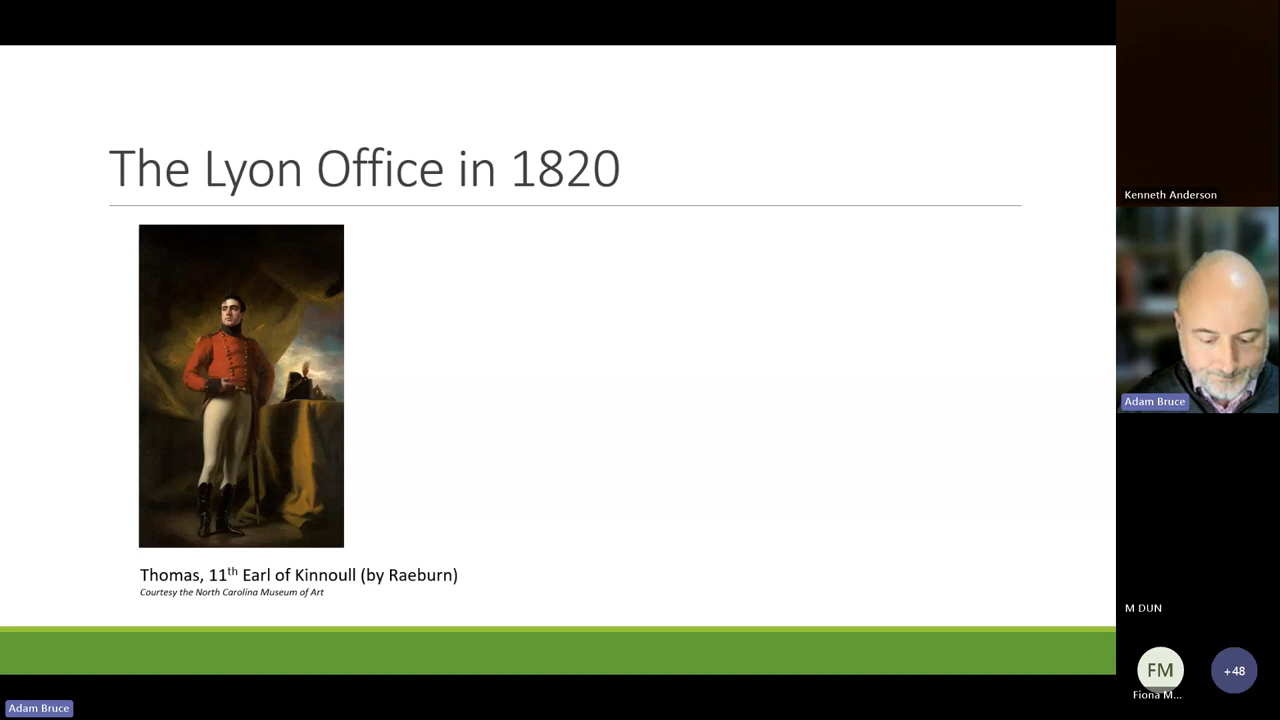 The Lyon Office in 1820
Thomas, 11th Earl of Kinnoull (by Raeburn)
Courtesy the North Carolina Museum of Art
Adam Bruce
Kenneth Anderson
Adam Bruce
M DUN
FM
Fiona M...
+48